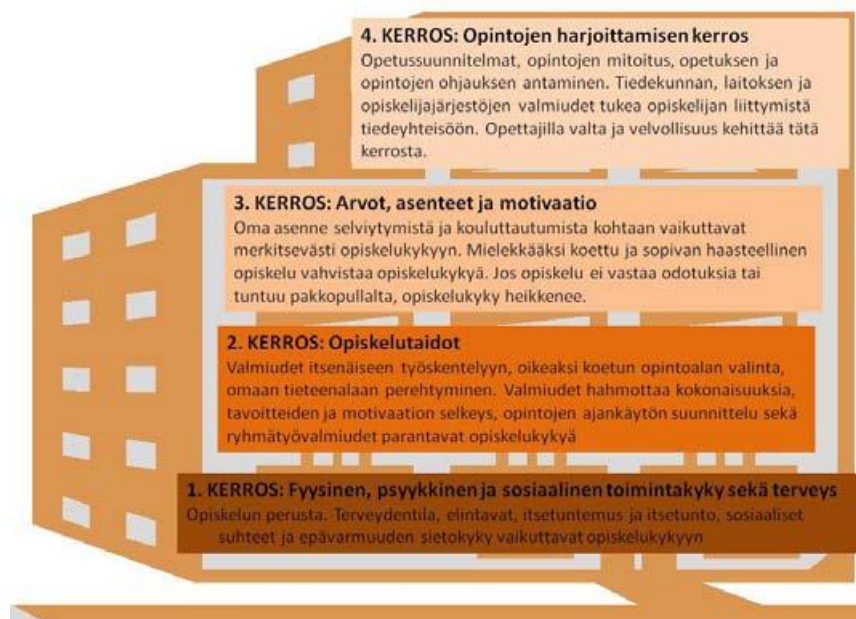 4. KERROS: Opintojen harjoittamisen kerros
Opetussuunnitelmat, opintojen mitoitus, opetuksen ja
opintojen ohjauksen antaminen. Tiedekunnan, laitoksen ja
opiskelijajärjestöjen valmiudet tukea opiskelijan liittymistä
tiedeyhteisöön. Opettajilla valta ja velvollisuus kehittää tätä
kerrosta.
3. KERROS: Arvot, asenteet ja motivaatio
Oma asenne selviytymistä ja kouluttautumista kohtaan vaikuttavat
merkitsevästi opiskelukykyyn. Mielekkääksi koettu ja sopivan haasteellinen
opiskelu vahvistaa opiskelukykyä. Jos opiskelu ei vastaa odotuksia tai
tuntuu pakkopullalta, opiskelukyky heikkenee.
2. KERROS: Opiskelutaidot
Valmiudet itsenäiseen työskentelyyn, oikeaksi koetun opintoalan valinta,
omaan tieteenalaan perehtyminen. Valmiudet hahmottaa kokonaisuuksia,
tavoitteiden ja motivaation selkeys, opintojen ajankäytön suunnittelu sekä
ryhmätyövalmiudet parantavat opiskelukykyä
1. KERROS: Fyysinen, psyykkinen ja sosiaalinen toimintakyky sekä terveys
Opiskelun perusta. Terveydentila, elintavat, itsetuntemus ja itsetunto, sosiaaliset
suhteet ja epävarmuuden sietokyky vaikuttavat opiskelukykyyn